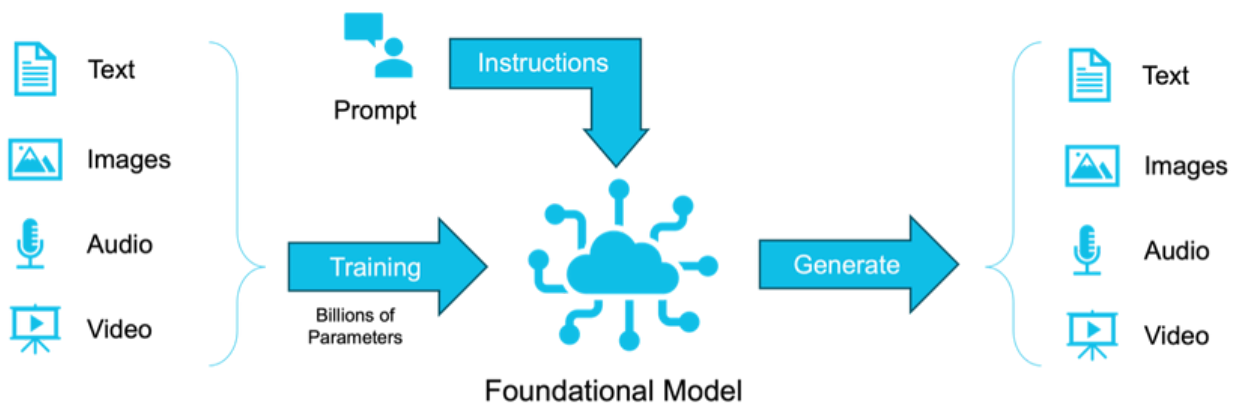 Text
Images
Audio
Video
Prompt
Instructions
Training
Billions of
Parameters
Foundational Model
Generate
Text
Images
Audio
Video